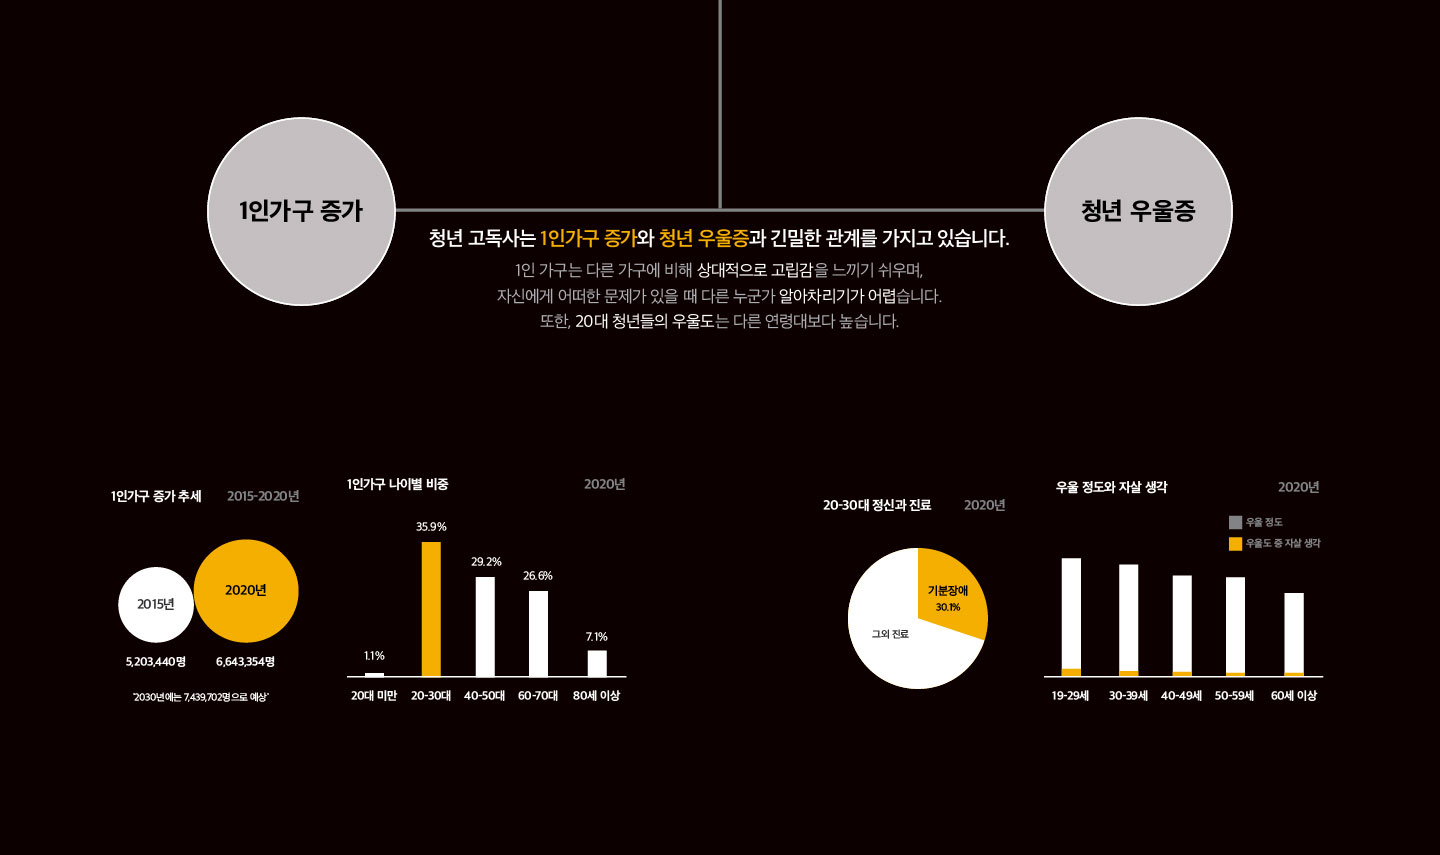 1인가구 증가
청년 우울증
청년 고독사는 1인가구 증가와 청년 우울증과 긴밀한 관계를 가지고 있습니다.
1인 가구는 다른 가구에 비해 상대적으로 고립감을 느끼기 쉬우며,
자신에게 어떠한 문제가 있을 때 다른 누군가 알아차리기가 어렵습니다.
또한, 20대 청년들의 우울도는 다른 연령대보다 높습니다.
1인가구 증가 추세 2015-2020년
2015년
2020년
5,203,440명 6,643,354명
'2030년에는 7,439,702명으로 예상'
1인가구 나이별 비중 2020년
1.1%
35.9%
29.2%
26.6%
7.1%
20대 미만 20-30대 40-50대 60-70대 80세 이상
20-30대 정신과 진료 2020년
기분장애
30.1%
그외 진료
우울 정도와 자살 생각 2020년
우울 정도
우울도 중 자살 생각
19-29세 30-39세 40-49세 50-59세 60세 이상